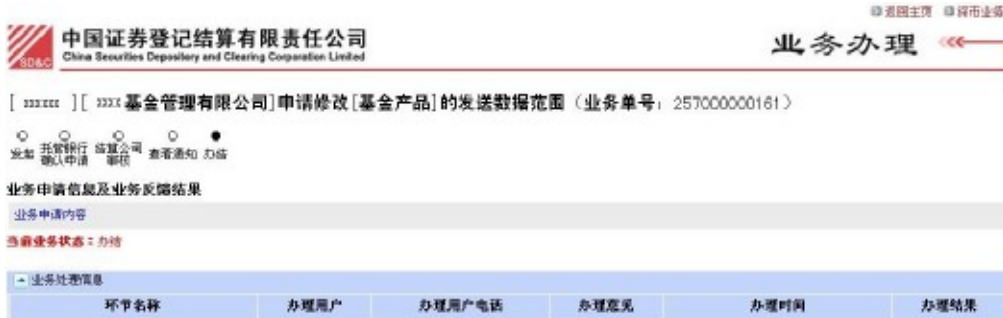 返回主页 深市业务
SD&C
中国证券登记结算有限责任公司
China Securities Depository and Clearing Corporation Limited
业务办理
[ xxxxxx ][ xxxx基金管理有限公司]申请修改[基金产品]的发送数据范围（业务单号：257000000161）
发起 托管银行确认申请 结算公司审核 查看通知 办结
业务申请信息及业务反馈结果
业务申请内容
当前业务状态：办结
业务处理信息
环节名称 办理用户 办理用户电话 办理意见 办理时间 办理结果